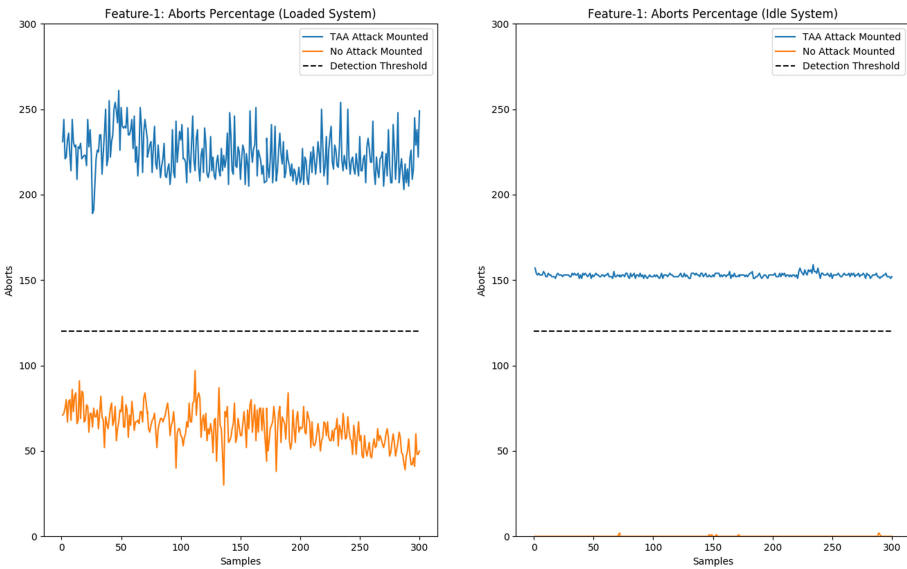 Feature-1: Aborts Percentage (Loaded System)
300
250
200
150
100
50
0
Aborts
0
50
100
150
200
250
300
Samples
TAA Attack Mounted
No Attack Mounted
Detection Threshold
Feature-1: Aborts Percentage (Idle System)
300
250
200
150
100
50
0
Aborts
0
50
100
150
200
250
300
Samples
TAA Attack Mounted
No Attack Mounted
Detection Threshold